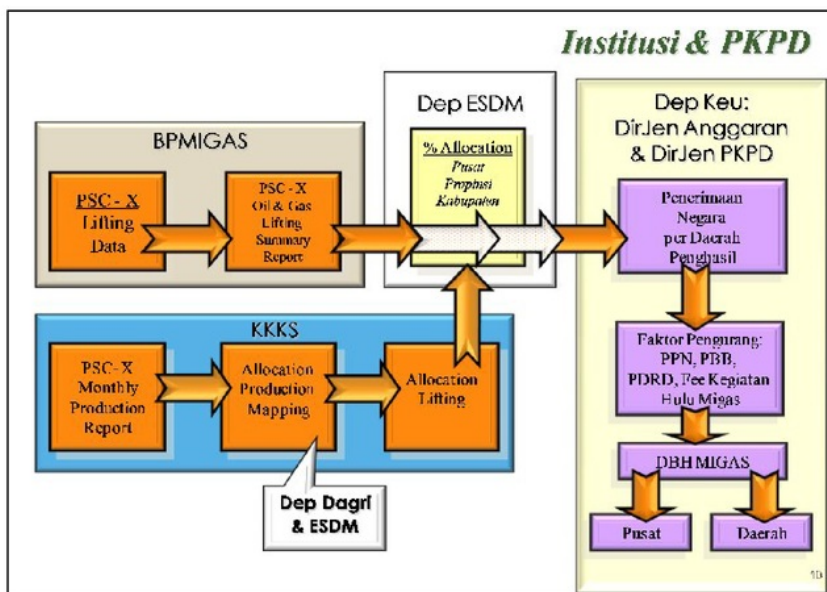 Institusi & PKPD
BPMIGAS
PSC - X
Lifting
Data
PSC - X
Oil & Gas
Lifting
Summary
Report
Dep ESDM
% Allocation
Pusat
Propinsi
Kabupaten
KKKS
PSC-X
Monthly
Production
Report
Allocation
Production
Mapping
Allocation
Lifting
Dep Dagri
& ESDM
Dep Keu:
DirJen Anggaran
& DirJen PKPD
Penerimaan
Negara
per Daerah
Penghasil
Faktor Pengurang:
PPN, PBB,
PDRD, Fee Kegiatan
Hulu Migas
DBH MIGAS
Pusat
Daerah
10